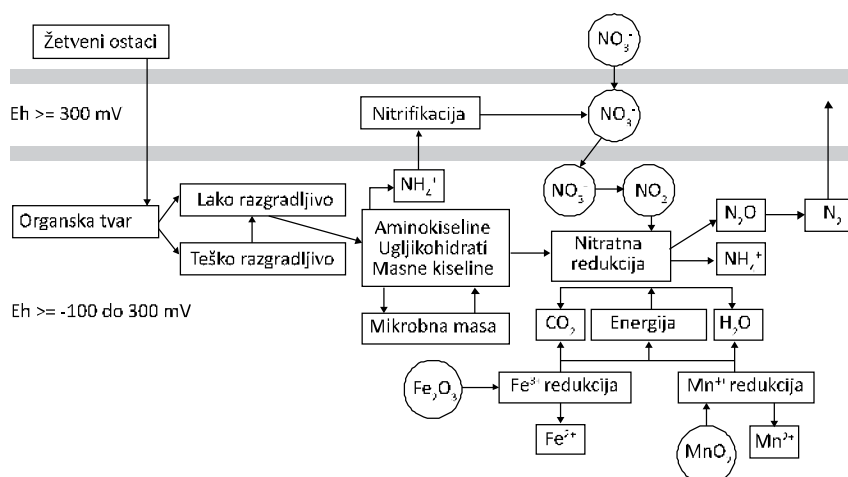 Žetveni ostaci
NO₃⁻
Eh >= 300 mV
Nitrifikacija
NO₃⁻
NH₄⁺
NO₃⁻
NO₂
Lako razgradljivo
Organska tvar
Teško razgradljivo
Aminokiseline
Ugljikohidrati
Masne kiseline
Nitratna
redukcija
N₂O
N₂
NH₄⁺
Eh >= -100 do 300 mV
Mikrobna masa
CO₂
Energija
H₂O
Fe₂O₃
Fe³⁺ redukcija
Mn⁴⁺ redukcija
Fe²⁺
MnO₂
Mn²⁺